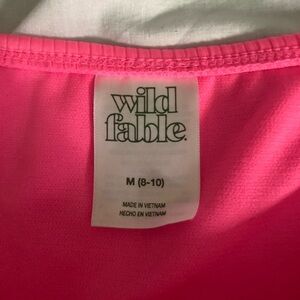 wild
fable.
M (8-10)
MADE IN VIETNAM
HECHO EN VIETNAM